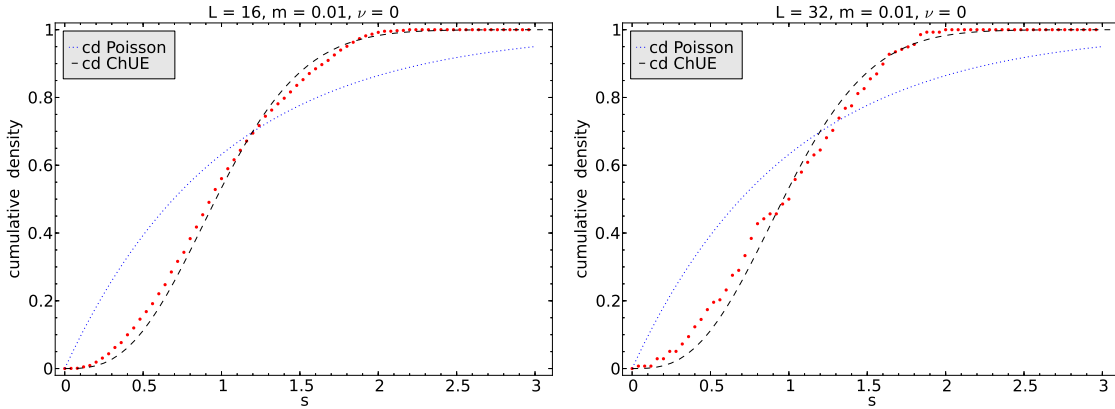 L = 16, m = 0.01, ν = 0
cd Poisson
cd ChUE
cumulative density
1
0.8
0.6
0.4
0.2
0
0 0.5 1 1.5 2 2.5 3
s
L = 32, m = 0.01, ν = 0
cd Poisson
cd ChUE
cumulative density
1
0.8
0.6
0.4
0.2
0
0 0.5 1 1.5 2 2.5 3
s